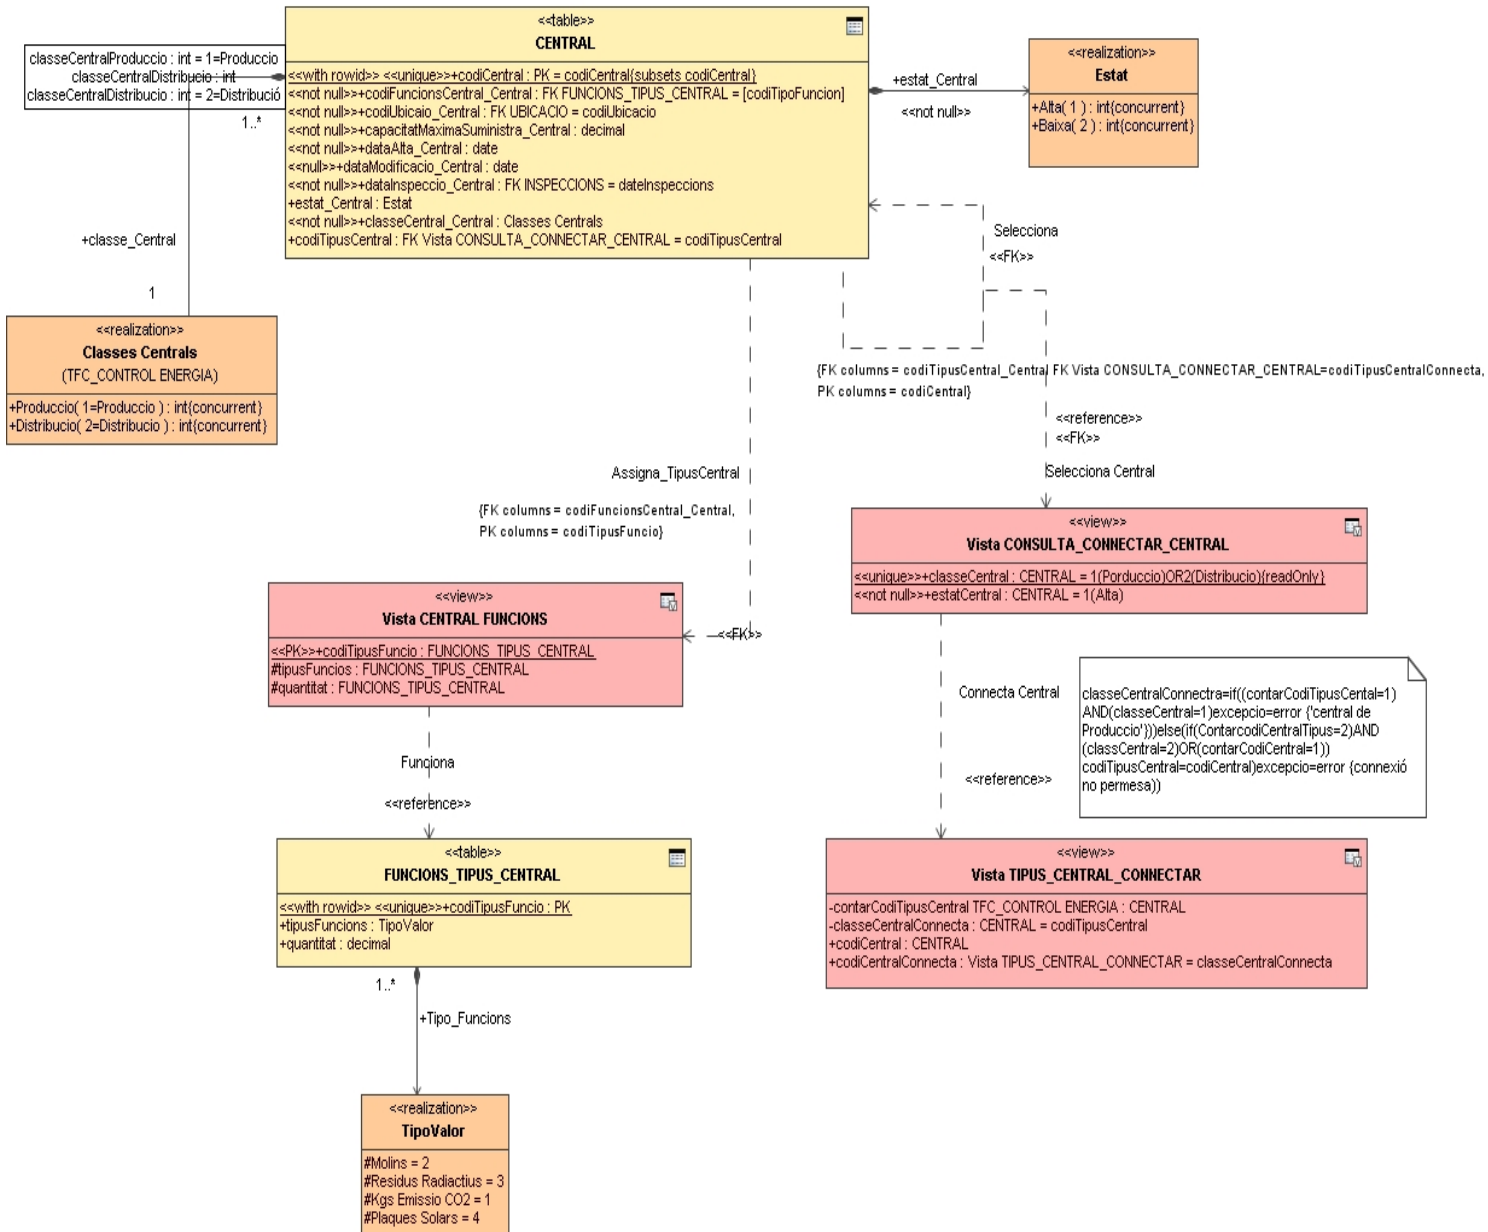 <<table>>
CENTRAL
<<with rowid>> <<unique>>+codiCentral : PK = codiCentral{subsets codiCentral}
<<not null>>+codiFuncionsCentral_Central : FK FUNCIONS_TIPUS_CENTRAL = [codiTipoFuncion]
<<not null>>+codiUbicaio_Central : FK UBICACIO = codiUbicacio
<<not null>>+capacitatMaximaSuministra_Central : decimal
<<not null>>+dataAlta_Central : date
<<null>>+dataModificacio_Central : date
<<not null>>+dataInspeccio_Central : FK INSPECCIONS = dateInspeccions
+estat_Central : Estat
<<not null>>+classeCentral_Central : Classes Centrals
+codiTipusCentral : FK Vista CONSULTA_CONNECTAR_CENTRAL = codiTipusCentral
classeCentralProduccio : int = 1=Produccio
classeCentralDistribucio : int
classeCentralDistribucio : int = 2=Distribució
1..*
+classe_Central
1
<<realization>>
Classes Centrals
(TFC_CONTROL ENERGIA)
+Produccio( 1=Produccio ) : int{concurrent}
+Distribucio( 2=Distribucio ) : int{concurrent}
+estat_Central
<<not null>>
<<realization>>
Estat
+Alta( 1 ) : int{concurrent}
+Baixa( 2 ) : int{concurrent}
Selecciona
<<FK>>
{FK columns = codiTipusCentral_Central FK Vista CONSULTA_CONNECTAR_CENTRAL=codiTipusCentralConnecta,
PK columns = codiCentral}
<<reference>>
<<FK>>
Selecciona Central
Assigna_TipusCentral
{FK columns = codiFuncionsCentral_Central,
PK columns = codiTipusFuncio}
<<FK>>
<<view>>
Vista CONSULTA_CONNECTAR_CENTRAL
<<unique>>+classeCentral : CENTRAL = 1(Porduccio)OR2(Distribucio){readOnly}
<<not null>>+estatCentral : CENTRAL = 1(Alta)
<<view>>
Vista CENTRAL FUNCIONS
<<PK>>+codiTipusFuncio : FUNCIONS_TIPUS_CENTRAL
#tipusFuncios : FUNCIONS_TIPUS_CENTRAL
#quantitat : FUNCIONS_TIPUS_CENTRAL
Connecta Central
<<reference>>
classeCentralConnectra=if((contarCodiTipusCental=1)
AND(classeCentral=1)excepcio=error {'central de
Produccio'}))else(if(ContarcodiCentralTipus=2)AND
(classCentral=2)OR(contarCodiCentral=1))
codiTipusCentral=codiCentral)excepcio=error {connexió
no permesa))
Funciona
<<reference>>
<<table>>
FUNCIONS_TIPUS_CENTRAL
<<with rowid>> <<unique>>+codiTipusFuncio : PK
+tipusFuncions : TipoValor
+quantitat : decimal
<<view>>
Vista TIPUS_CENTRAL_CONNECTAR
-contarCodiTipusCentral TFC_CONTROL ENERGIA : CENTRAL
-classeCentralConnecta : CENTRAL = codiTipusCentral
+codiCentral : CENTRAL
+codiCentralConnecta : Vista TIPUS_CENTRAL_CONNECTAR = classeCentralConnecta
1..*
+Tipo_Funcions
<<realization>>
TipoValor
#Molins = 2
#Residus Radiactius = 3
#Kgs Emissio CO2 = 1
#Plaques Solars = 4